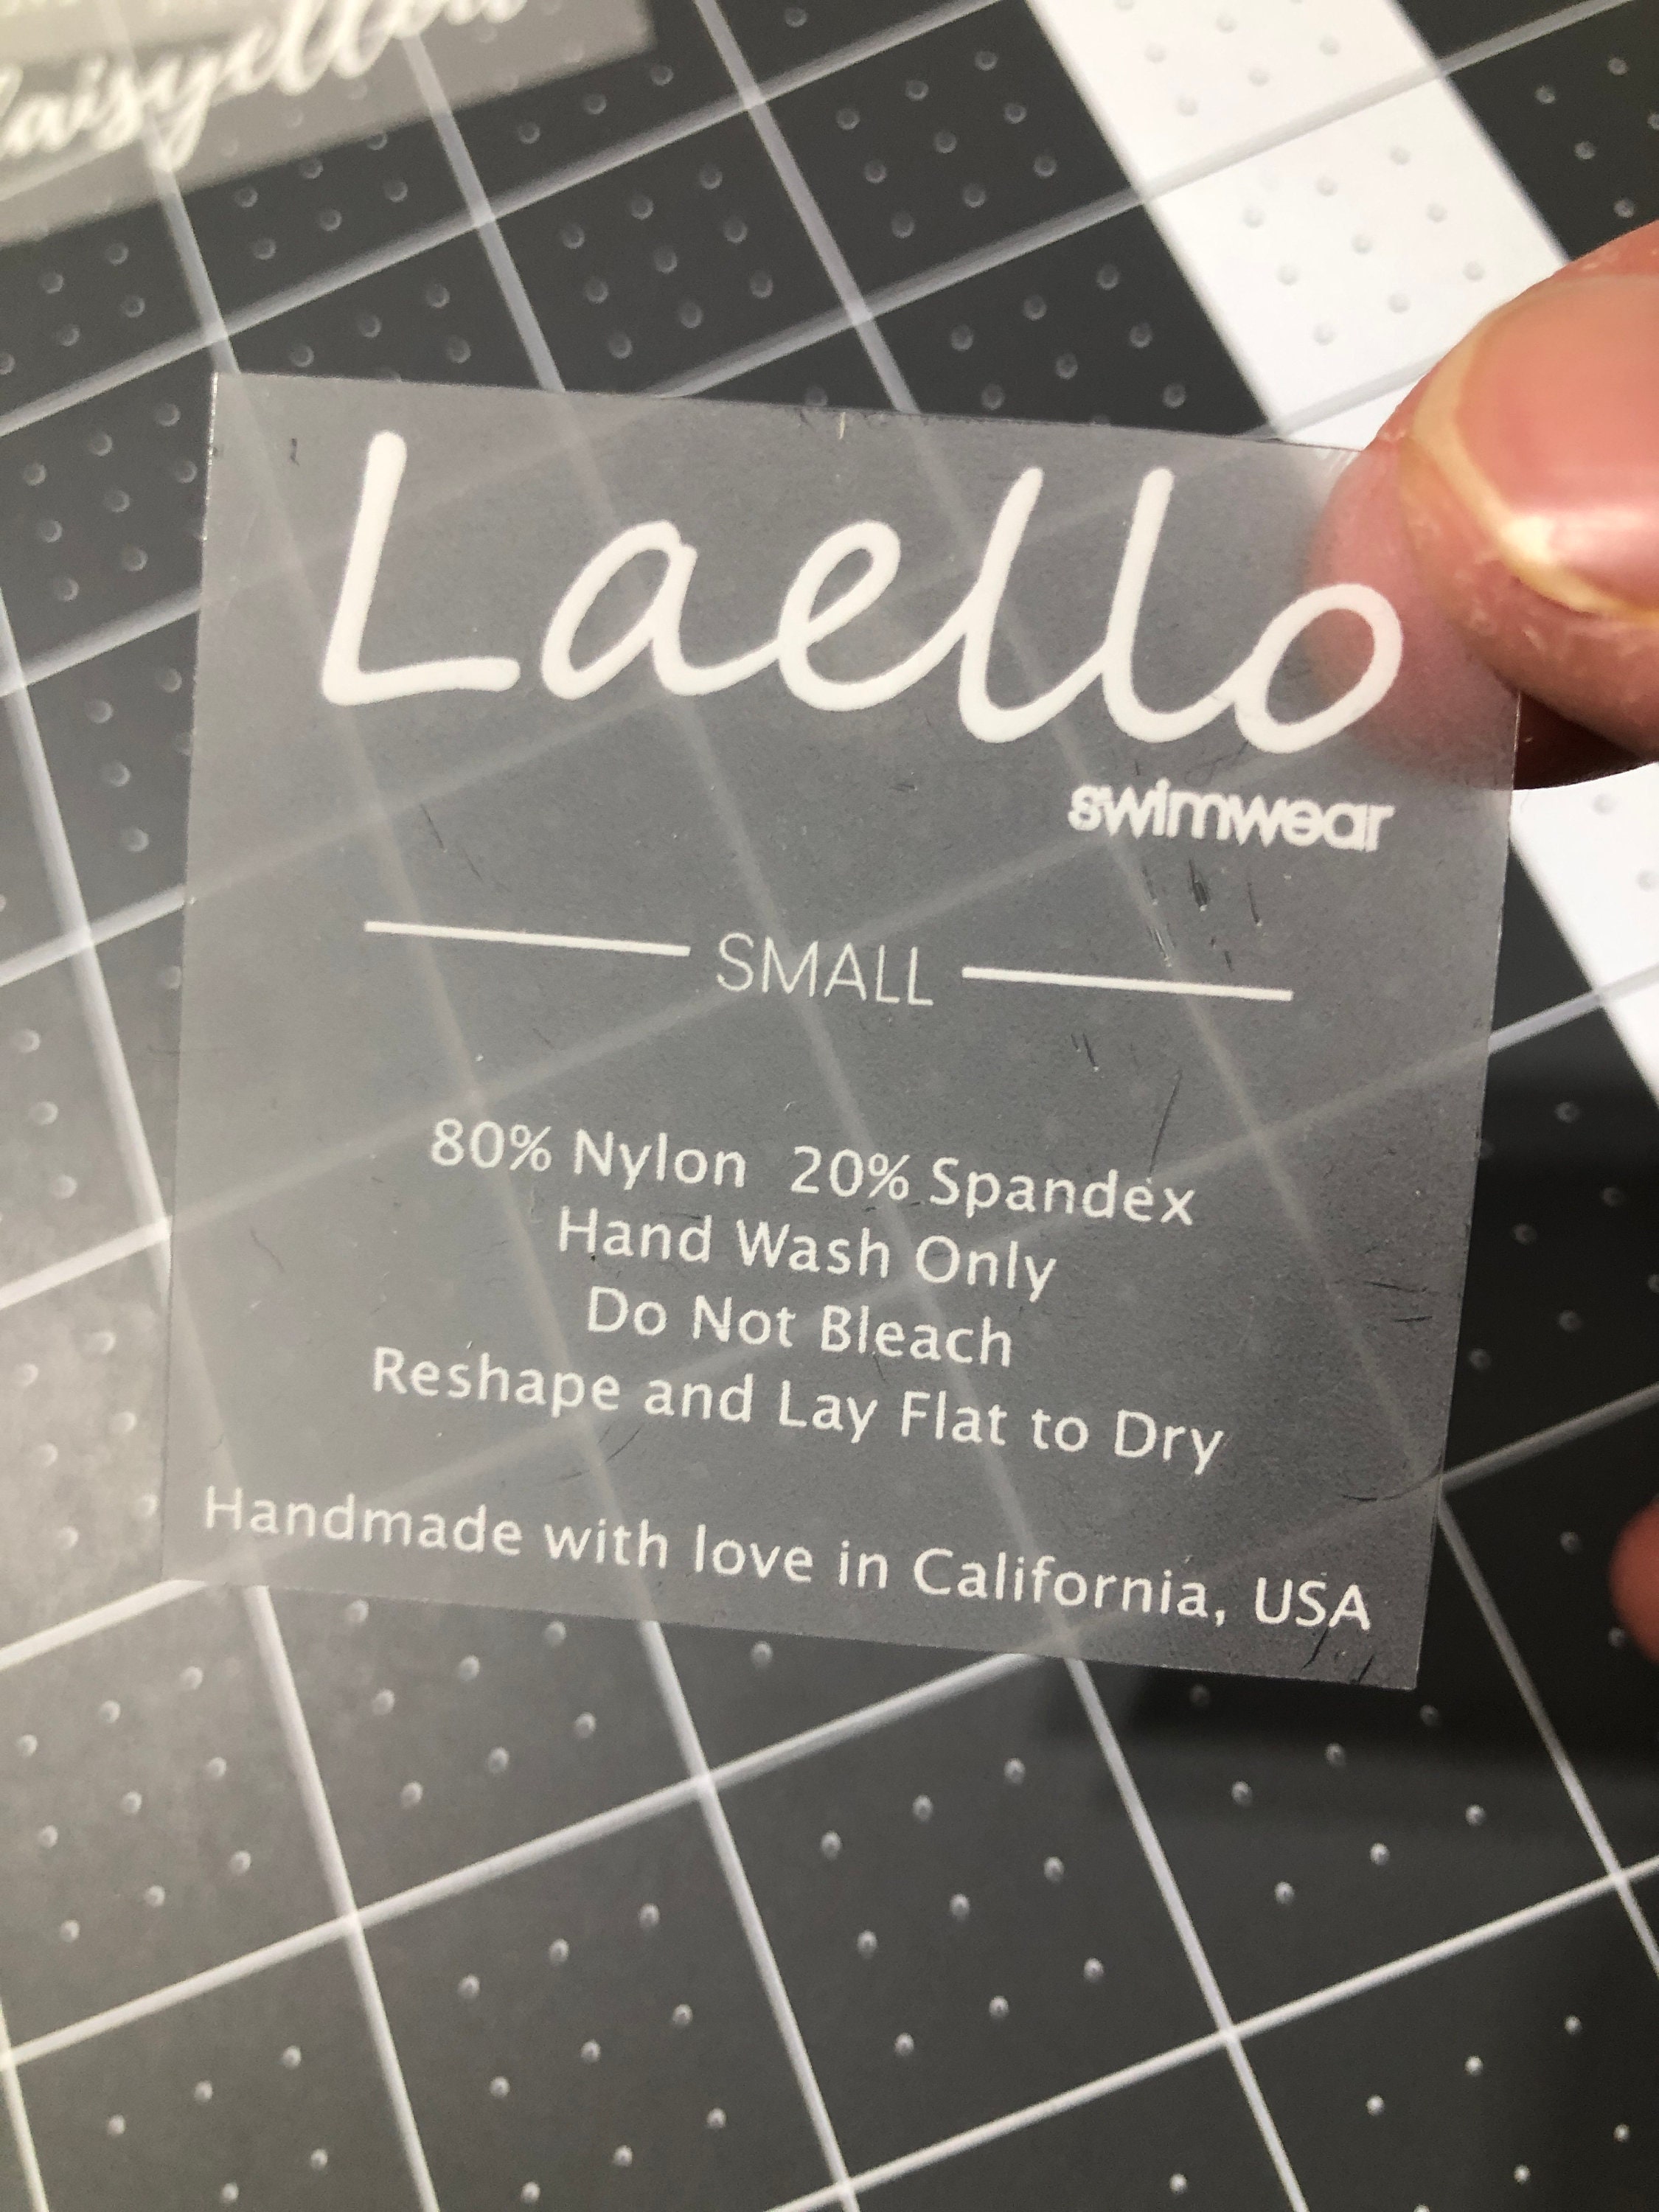 Laello
swimwear
SMALL
80% Nylon 20% Spandex
Hand Wash Only
Do Not Bleach
Reshape and Lay Flat to Dry
Handmade with love in California, USA